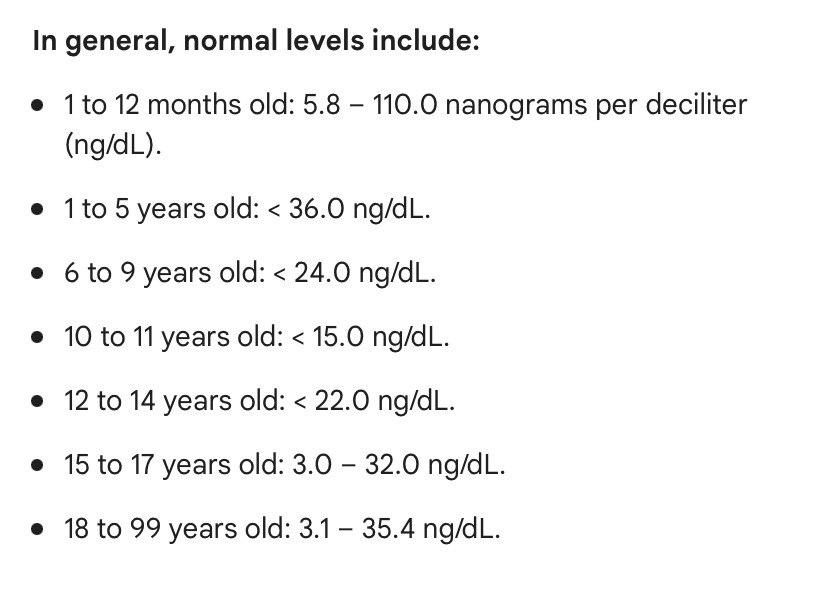 In general, normal levels include:
• 1 to 12 months old: 5.8 – 110.0 nanograms per deciliter
(ng/dL).
• 1 to 5 years old: < 36.0 ng/dL.
• 6 to 9 years old: < 24.0 ng/dL.
• 10 to 11 years old: < 15.0 ng/dL.
• 12 to 14 years old: < 22.0 ng/dL.
• 15 to 17 years old: 3.0 – 32.0 ng/dL.
• 18 to 99 years old: 3.1 – 35.4 ng/dL.